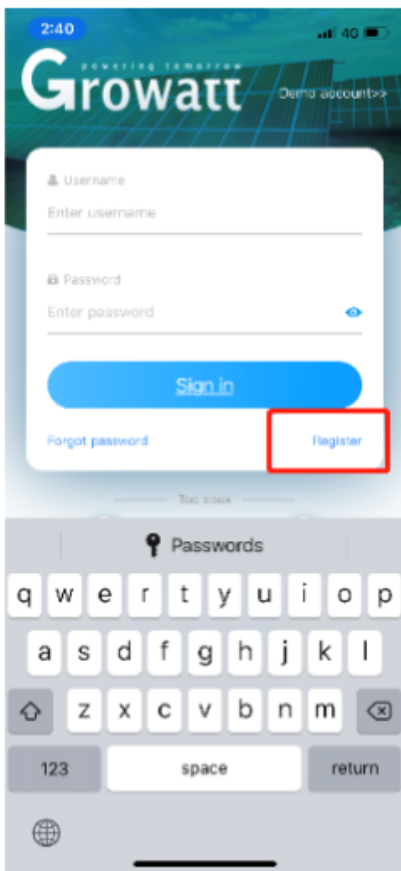 2:40
4G
powering tomorrow
Growatt
Demo account>>
Username
Enter username
Password
Enter password
Sign in
Forgot password
Register
Passwords
q w e r t y u i o p
a s d f g h j k l
z x c v b n m
123 space return